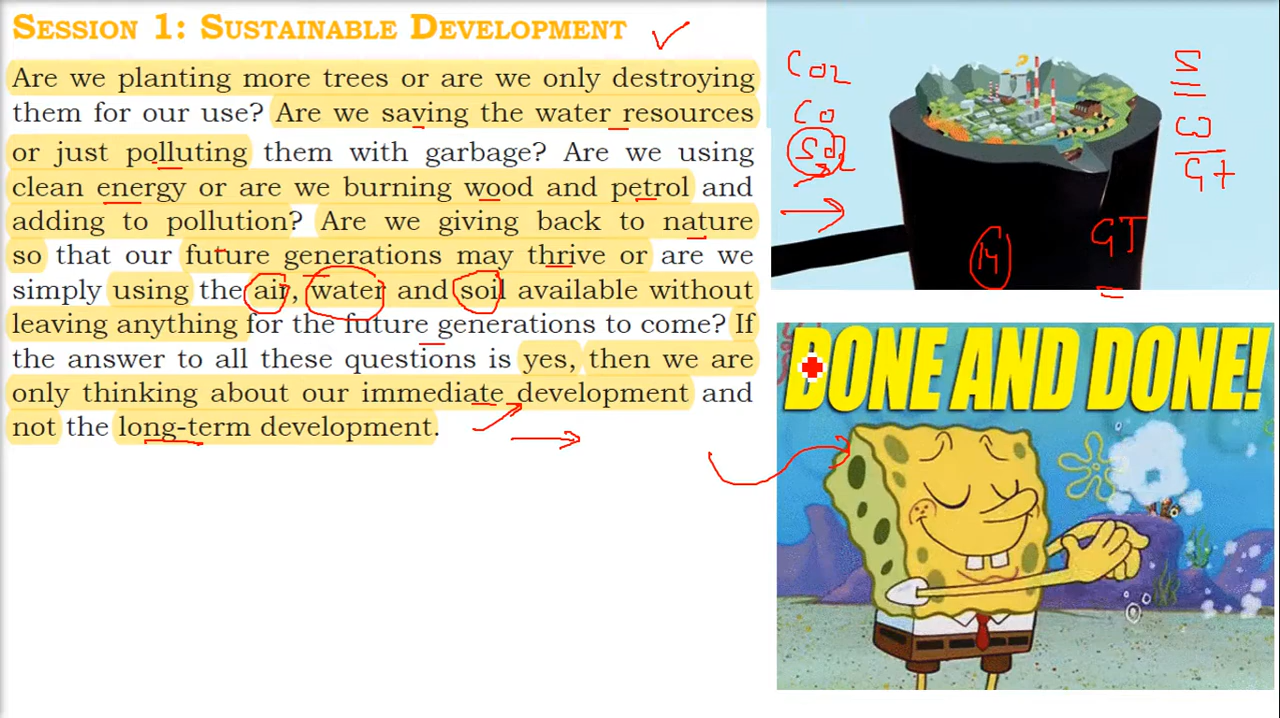 SESSION 1: SUSTAINABLE DEVELOPMENT
Are we planting more trees or are we only destroying
them for our use? Are we saving the water resources
or just polluting them with garbage? Are we using
clean energy or are we burning wood and petrol and
adding to pollution? Are we giving back to nature
so that our future generations may thrive or are we
simply using the air, water and soil available without
leaving anything for the future generations to come? If
the answer to all these questions is yes, then we are
only thinking about our immediate development and
not the long-term development.
CO2
CO
SO2
GT
DONE AND DONE!